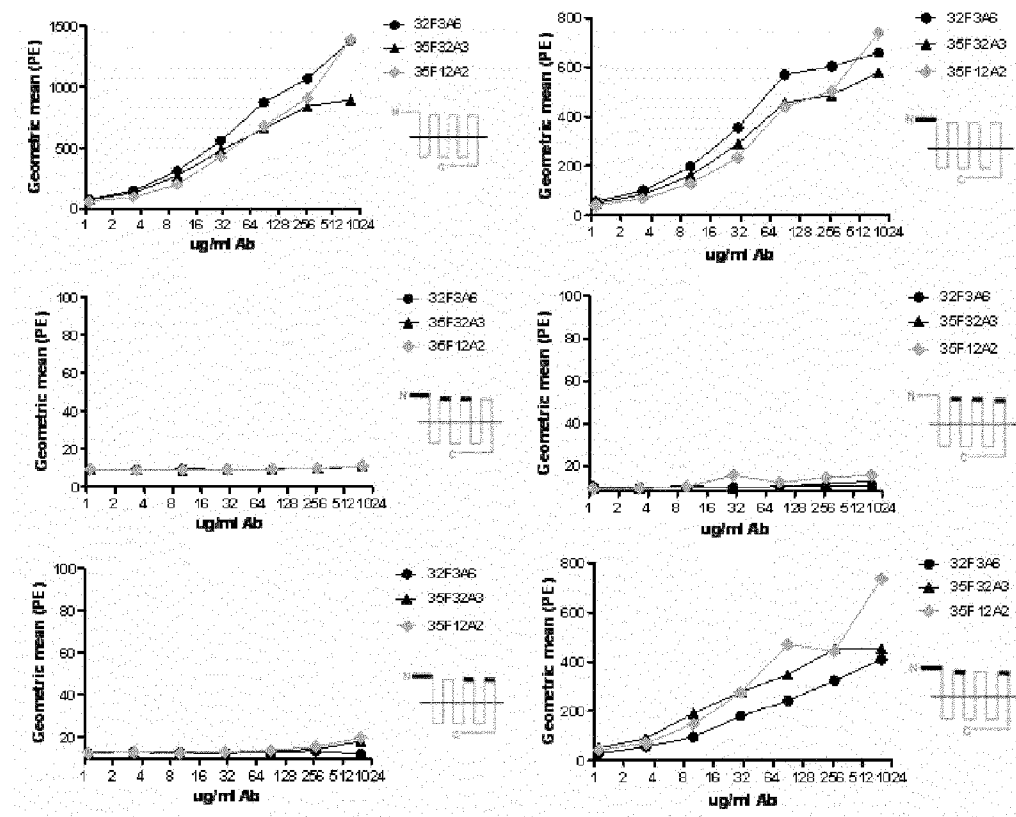 1500
1000
500
0
Geometric mean (PE)
1 2 4 8 16 32 64 128 256 512 1024
ug/ml Ab
32F3A6
35F32A3
35F12A2
N
C
800
600
400
200
0
Geometric mean (PE)
1 2 4 8 16 32 64 128 256 512 1024
ug/ml Ab
32F3A6
35F32A3
35F12A2
N
C
100
80
60
40
20
0
Geometric mean (PE)
1 2 4 8 16 32 64 128 256 512 1024
ug/ml Ab
32F3A6
35F32A3
35F12A2
N
C
100
80
60
40
20
Geometric mean (PE)
1 2 4 8 16 32 64 128 256 512 1024
ug/ml Ab
32F3A6
35F32A3
35F12A2
N
C
100
80
60
40
20
Geometric mean (PE)
1 2 4 8 16 32 64 128 256 512 1024
ug/ml Ab
32F3A6
35F32A3
35F12A2
N
C
800
600
400
200
0
Geometric mean (PE)
1 2 4 8 16 32 64 128 256 512 1024
ug/ml Ab
32F3A6
35F32A3
35F12A2
N
C